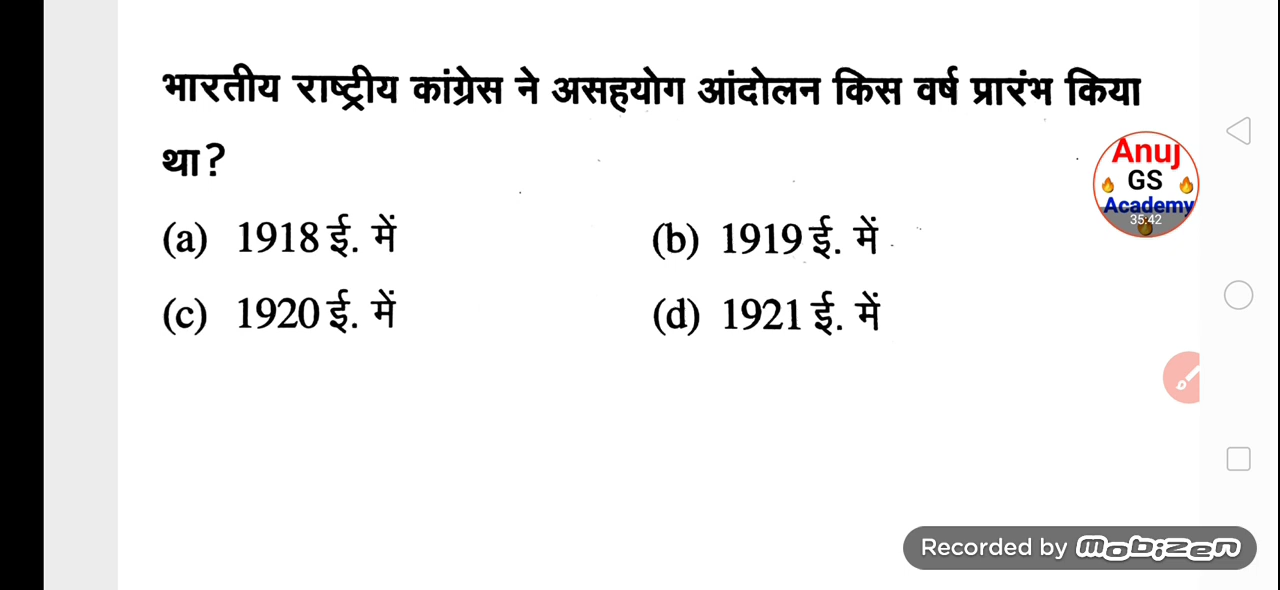 भारतीय राष्ट्रीय कांग्रेस ने असहयोग आंदोलन किस वर्ष प्रारंभ किया
था?
(a) 1918 ई. में (b) 1919 ई. में
(c) 1920 ई. में (d) 1921 ई. में
Anuj
GS
Academy
35:42
Recorded by Mobizen